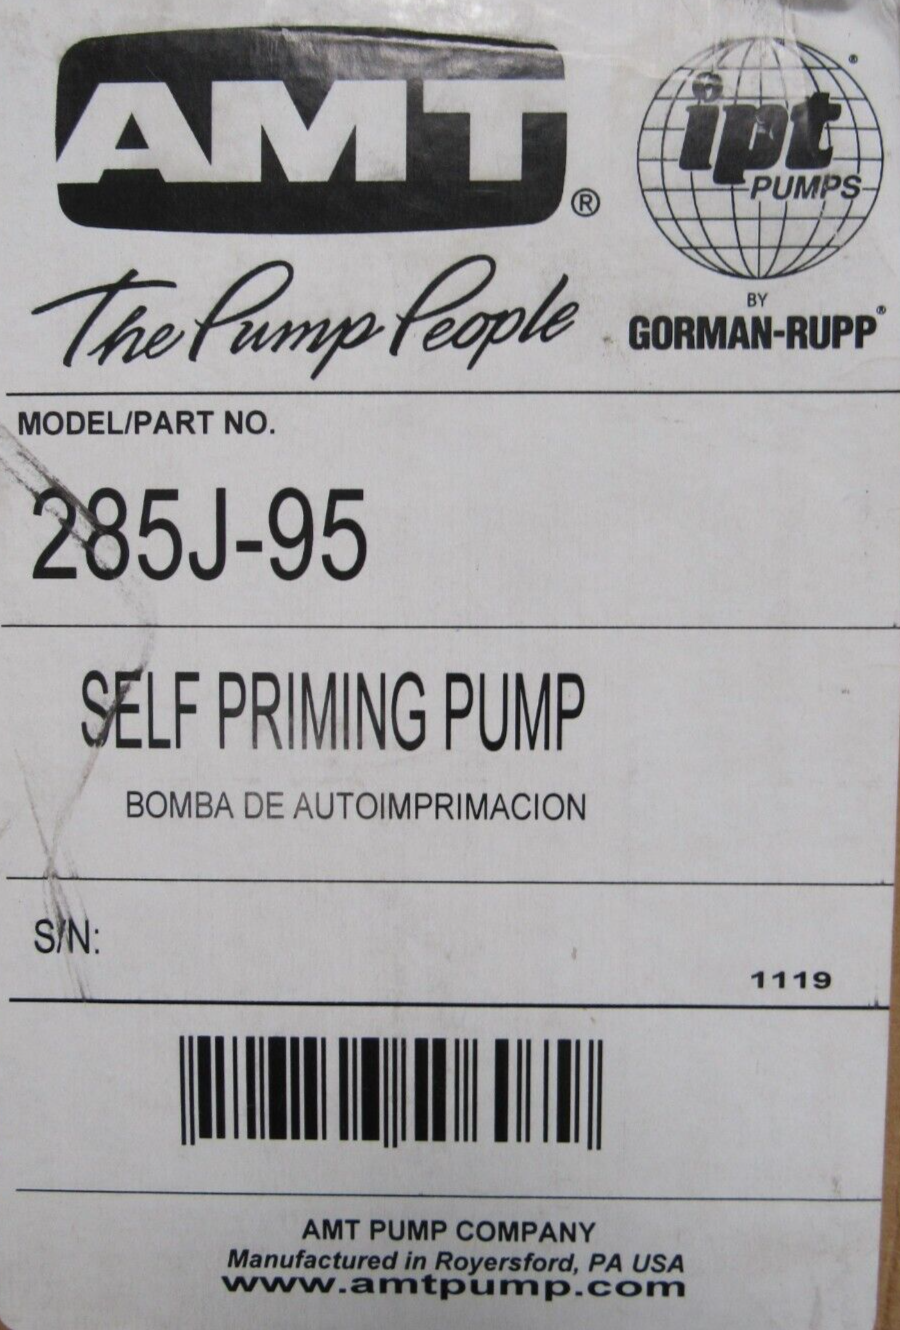 AMT®
ipt®
PUMPS
The Pump People
BY
GORMAN-RUPP®
MODEL/PART NO.
285J-95
SELF PRIMING PUMP
BOMBA DE AUTOIMPRIMACION
S/N:
1119
AMT PUMP COMPANY
Manufactured in Royersford, PA USA
www.amtpump.com